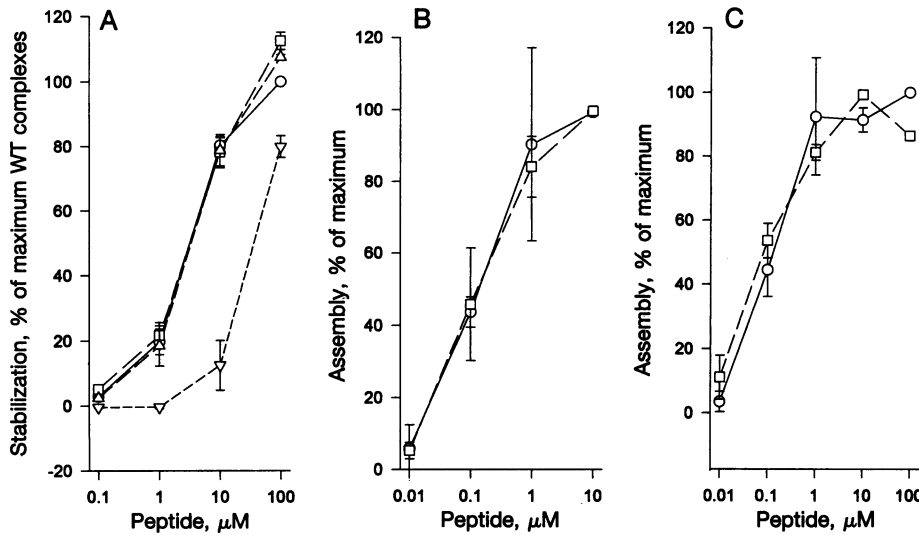 A
Stabilization, % of maximum WT complexes
120
100
80
60
40
20
0
-20
0.1 1 10 100
Peptide, μM
B
Assembly, % of maximum
120
100
80
60
40
20
0
0.01 0.1 1 10
Peptide, μM
C
Assembly, % of maximum
120
100
80
60
40
20
0
0.01 0.1 1 10 100
Peptide, μM